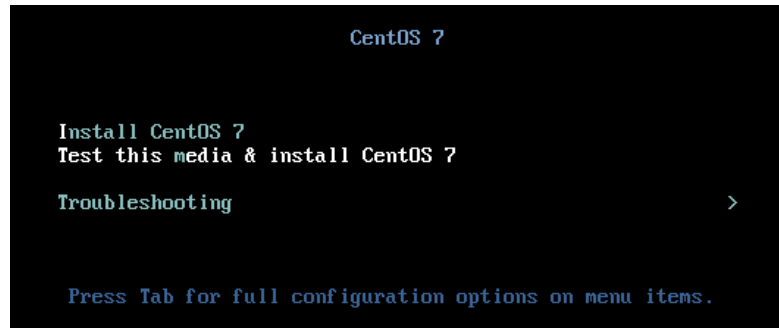 CentOS 7
Install CentOS 7
Test this media & install CentOS 7
Troubleshooting >
Press Tab for full configuration options on menu items.